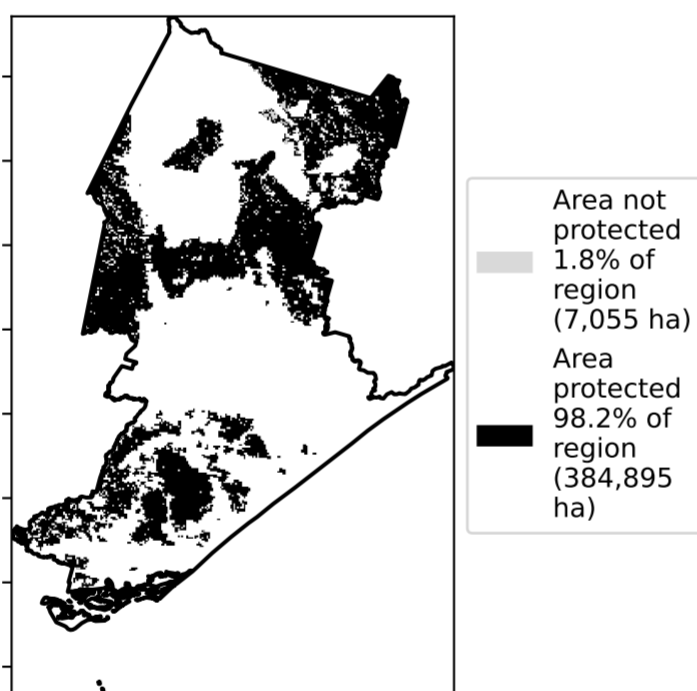 Area not
protected
1.8% of
region
(7,055 ha)
Area
protected
98.2% of
region
(384,895
ha)